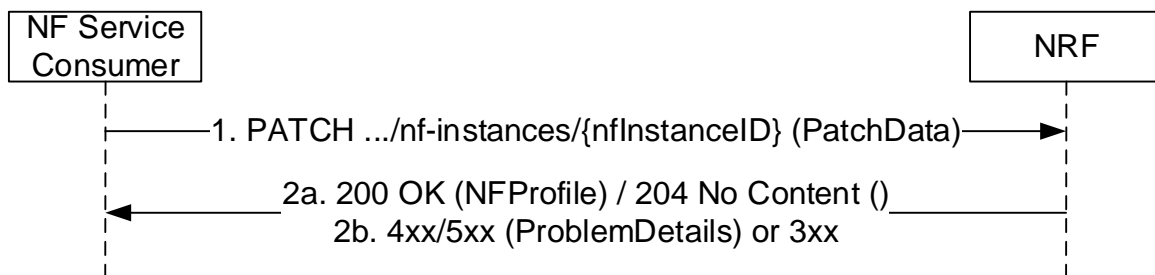 NF Service
Consumer
NRF
1. PATCH .../nf-instances/{nfInstanceID} (PatchData)
2a. 200 OK (NFProfile) / 204 No Content ()
2b. 4xx/5xx (ProblemDetails) or 3xx